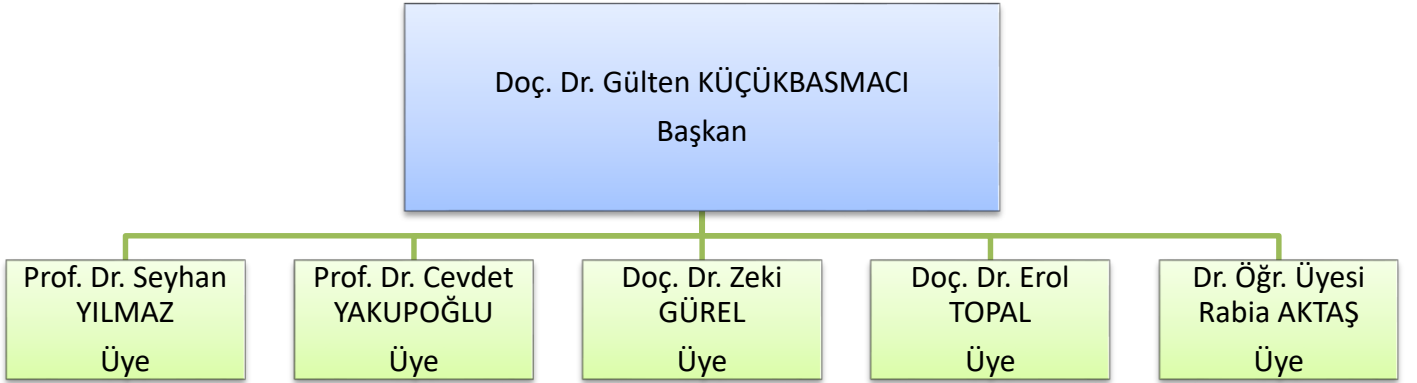 Doç. Dr. Gülten KÜÇÜKBASMACI
Başkan
Prof. Dr. Seyhan
YILMAZ
Üye
Prof. Dr. Cevdet
YAKUPOĞLU
Üye
Doç. Dr. Zeki
GÜREL
Üye
Doç. Dr. Erol
TOPAL
Üye
Dr. Öğr. Üyesi
Rabia AKTAŞ
Üye